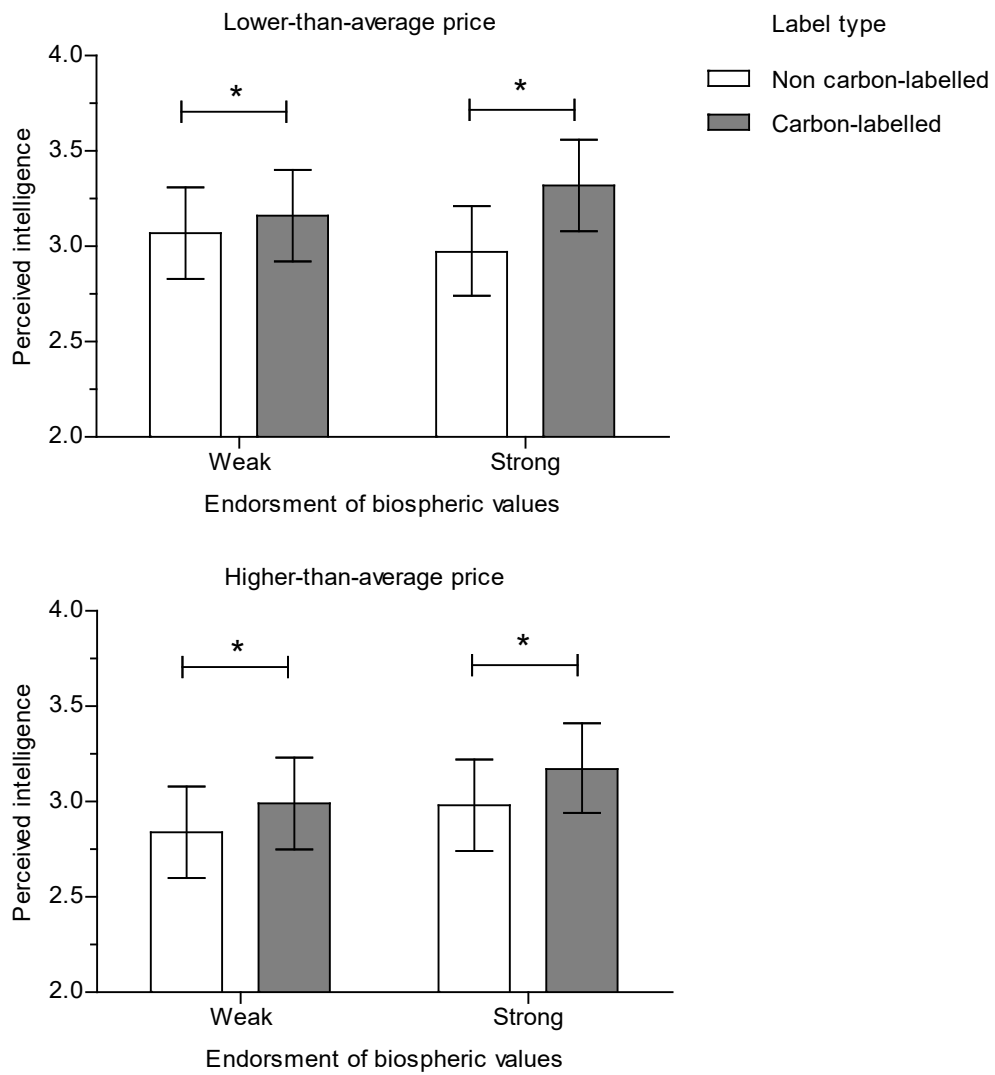 Lower-than-average price
Label type
Non carbon-labelled
Carbon-labelled
4.0
3.5
3.0
2.5
2.0
Perceived intelligence
*
*
Weak
Strong
Endorsment of biospheric values
Higher-than-average price
4.0
3.5
3.0
2.5
2.0
Perceived intelligence
*
*
Weak
Strong
Endorsment of biospheric values